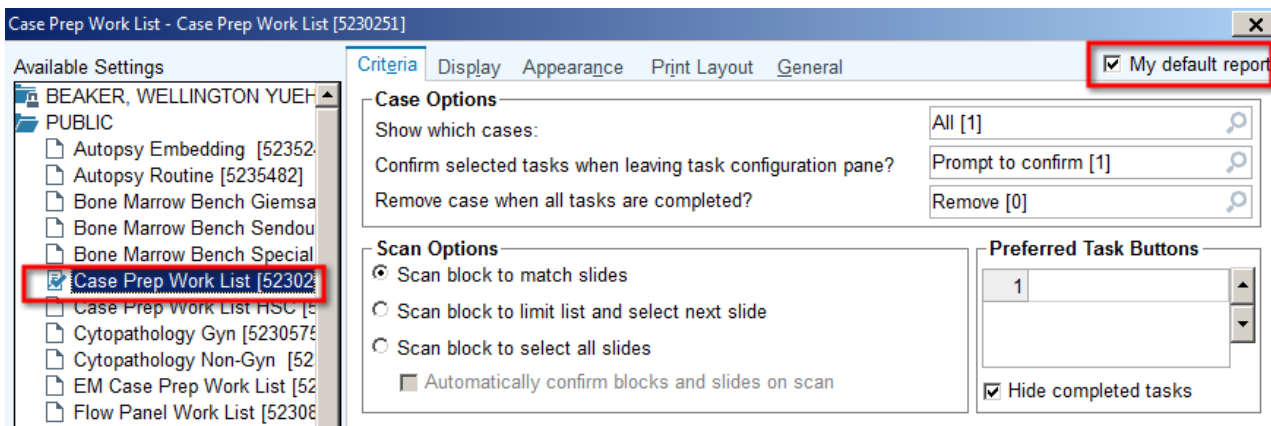 Case Prep Work List - Case Prep Work List [5230251]
Available Settings
BEAKER, WELLINGTON YUEH
PUBLIC
Autopsy Embedding [52352
Autopsy Routine [5235482]
Bone Marrow Bench Giemsa
Bone Marrow Bench Sendou
Bone Marrow Bench Special
Case Prep Work List [52302
Case Prep Work List HSC [5
Cytopathology Gyn [5230575
Cytopathology Non-Gyn [52
EM Case Prep Work List [52
Flow Panel Work List [52308
Criteria Display Appearance Print Layout General
My default report
Case Options
Show which cases: All [1]
Confirm selected tasks when leaving task configuration pane? Prompt to confirm [1]
Remove case when all tasks are completed? Remove [0]
Scan Options
Scan block to match slides
Scan block to limit list and select next slide
Scan block to select all slides
Automatically confirm blocks and slides on scan
Preferred Task Buttons
1
Hide completed tasks